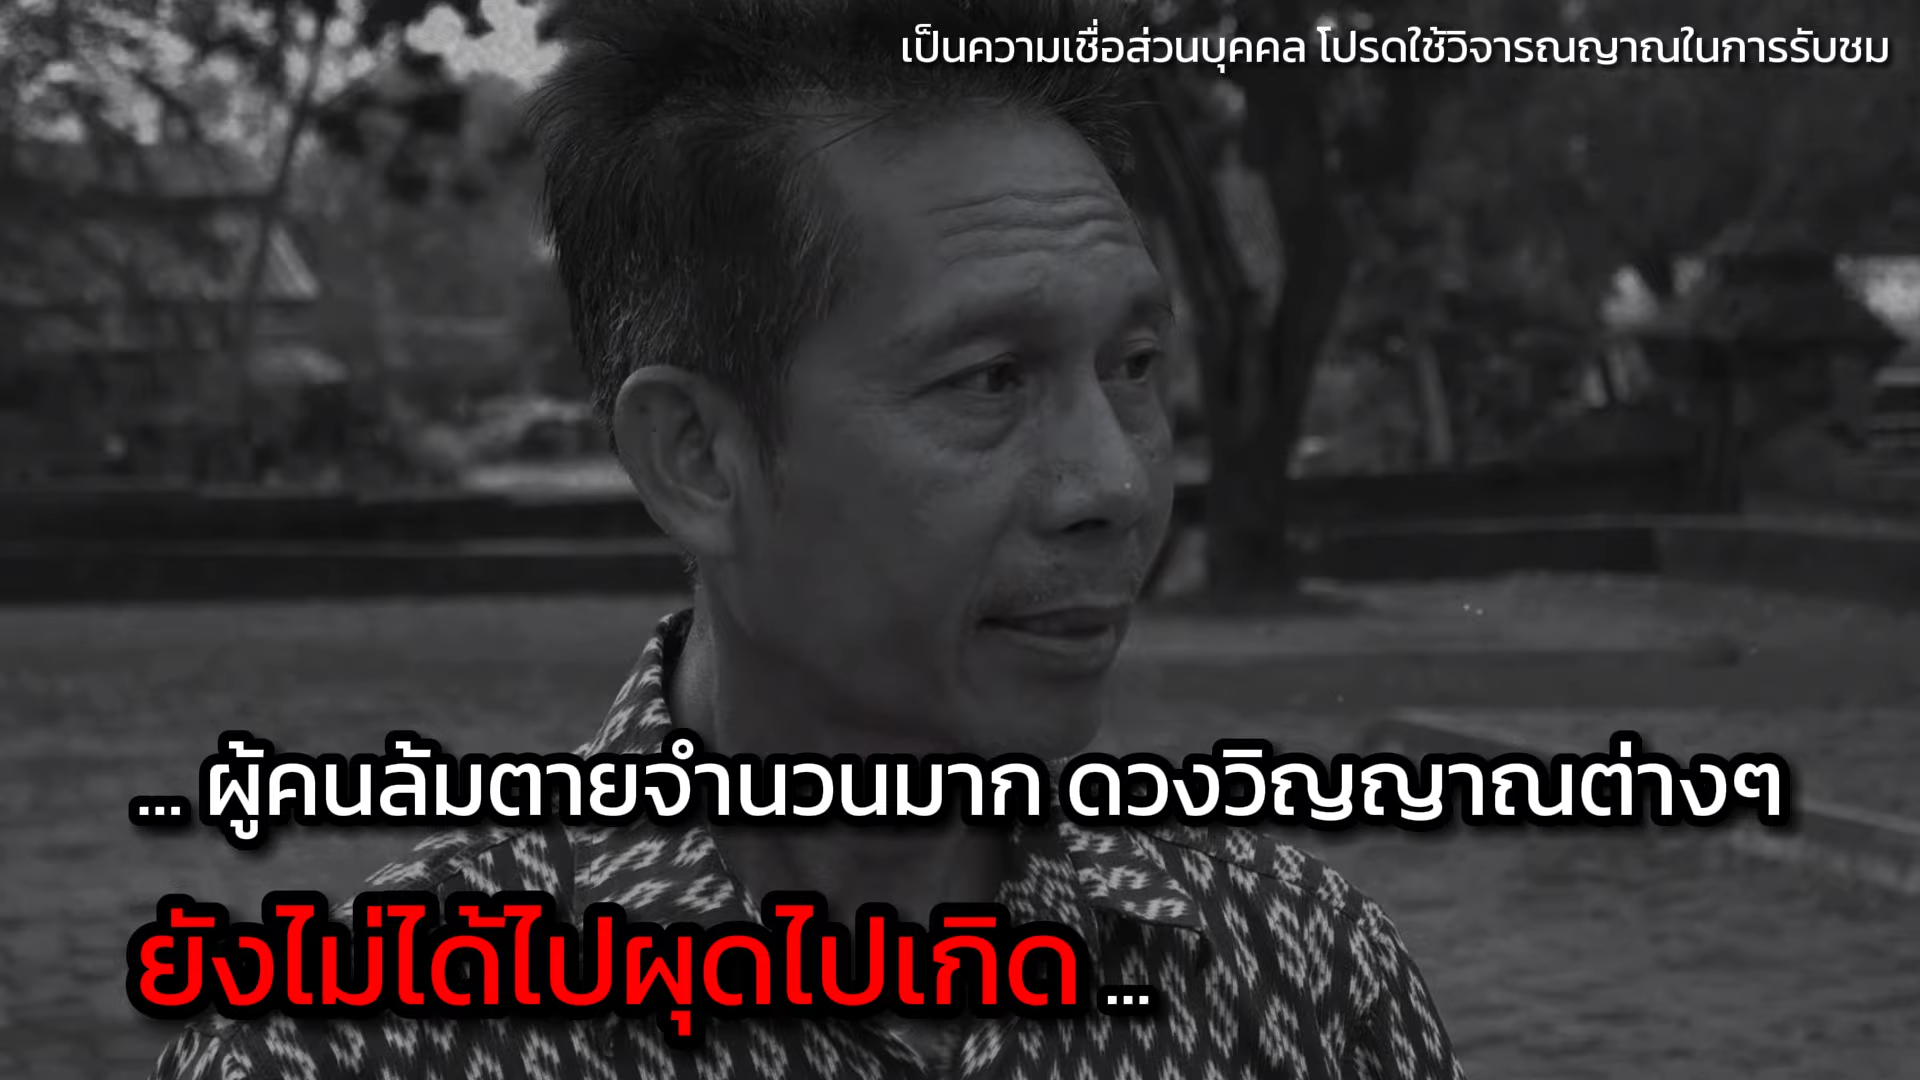 เป็นความเชื่อส่วนบุคคล โปรดใช้วิจารณญาณในการรับชม
... ผู้คนล้มตายจำนวนมาก ดวงวิญญาณต่างๆ
ยังไม่ได้ไปผุดไปเกิด ...